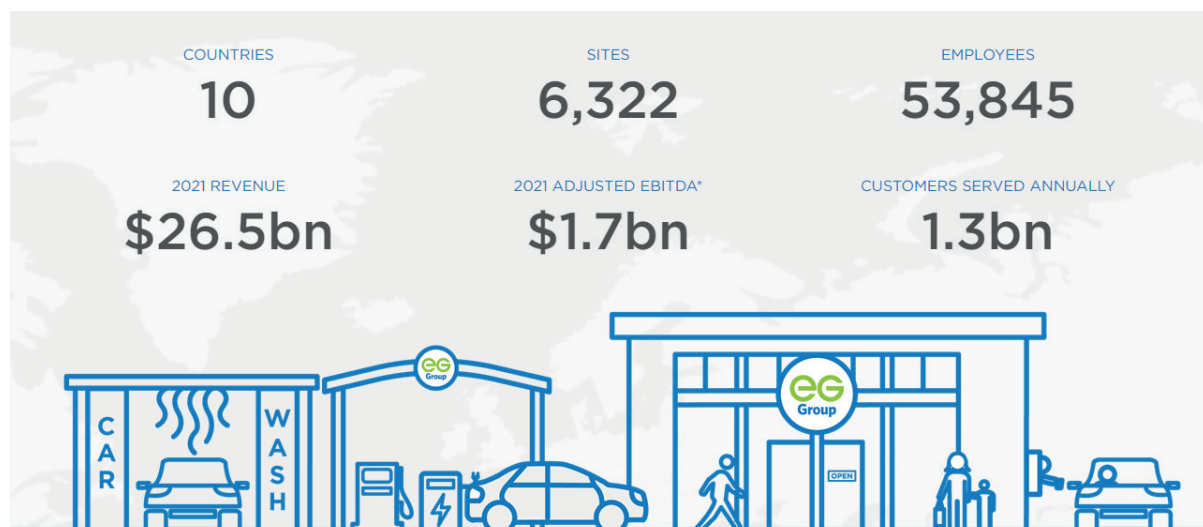 COUNTRIES
10
SITES
6,322
EMPLOYEES
53,845
2021 REVENUE
$26.5bn
2021 ADJUSTED EBITDA*
$1.7bn
CUSTOMERS SERVED ANNUALLY
1.3bn
CAR
WASH
eG
Group
eG
Group
OPEN